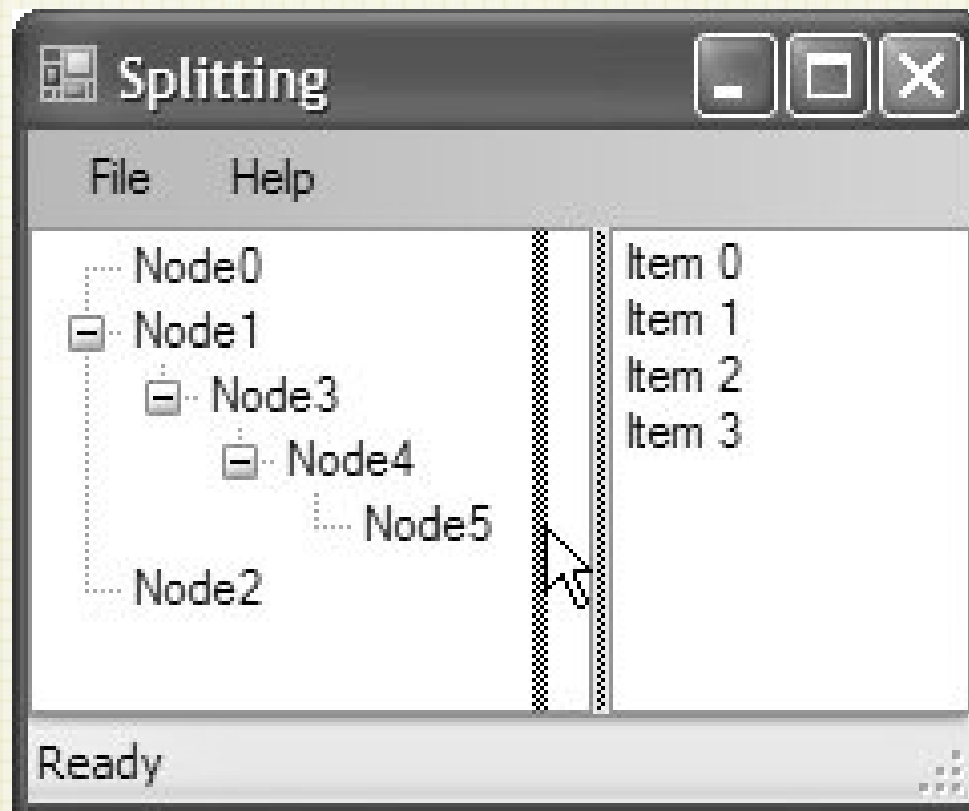 Splitting
File Help
Node0
Node1
Node3
Node4
Node5
Node2
Item 0
Item 1
Item 2
Item 3
Ready